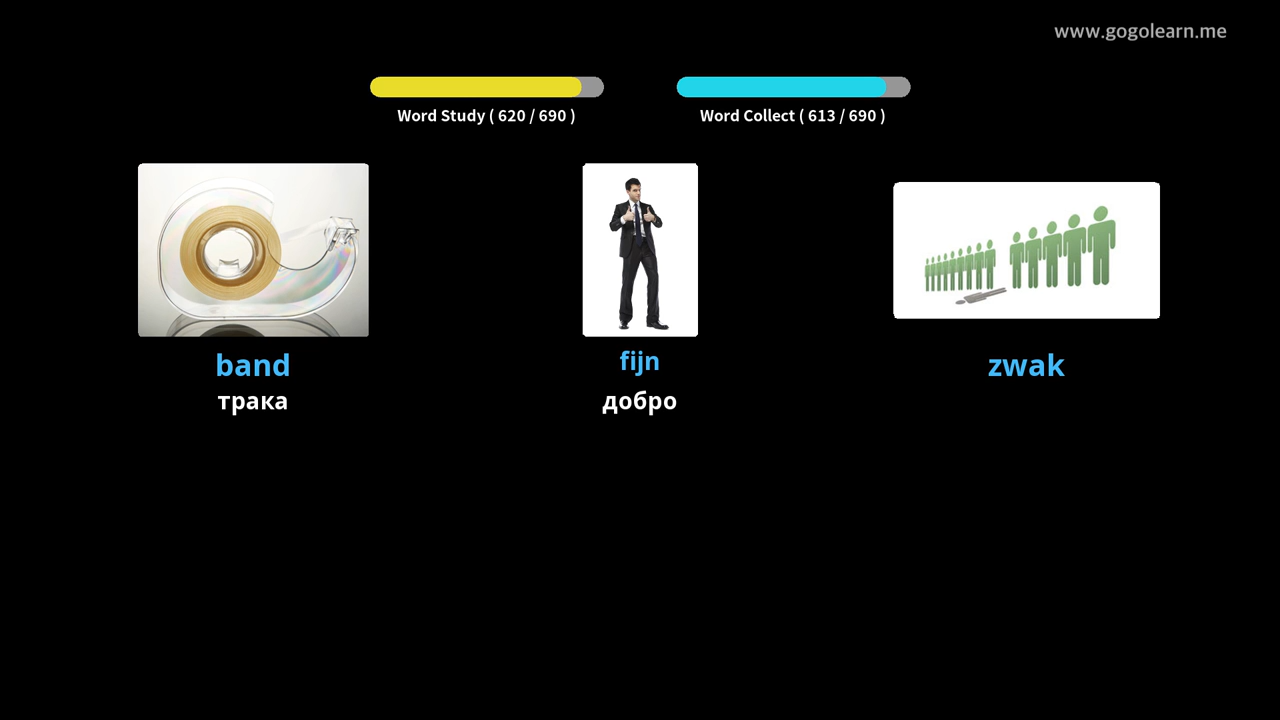 www.gogolearn.me
Word Study ( 620 / 690 )
Word Collect ( 613 / 690 )
band
трака
fijn
добро
zwak